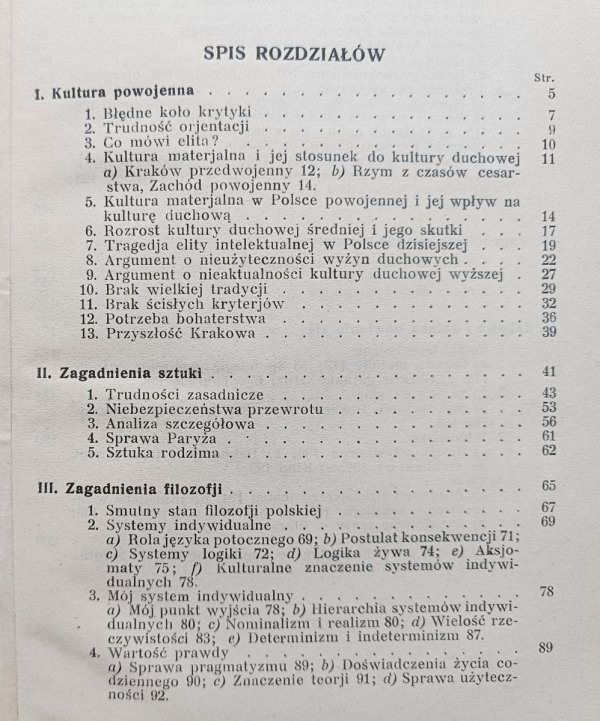 SPIS ROZDZIAŁÓW
Str.
I. Kultura powojenna . . . . . . . . . . . . . . . . . 5
1. Błędne koło krytyki . . . . . . . . . . . . . . 7
2. Trudność orjentacji . . . . . . . . . . . . . . 9
3. Co mówi elita? . . . . . . . . . . . . . . . 10
4. Kultura materjalna i jej stosunek do kultury duchowej 11
a) Kraków przedwojenny 12; b) Rzym z czasów cesar-
stwa, Zachód powojenny 14.
5. Kultura materjalna w Polsce powojennej i jej wpływ na
kulturę duchową . . . . . . . . . . . . . . . 14
6. Rozrost kultury duchowej średniej i jego skutki . . 17
7. Tragedja elity intelektualnej w Polsce dzisiejszej . . . 19
8. Argument o nieużyteczności wyżyn duchowych . . . . 22
9. Argument o nieaktualności kultury duchowej wyższej . 27
10. Brak wielkiej tradycji . . . . . . . . . . . . . 29
11. Brak ścisłych kryterjów . . . . . . . . . . . . 32
12. Potrzeba bohaterstwa . . . . . . . . . . . . . 36
13. Przyszłość Krakowa . . . . . . . . . . . . . . 39
II. Zagadnienia sztuki . . . . . . . . . . . . . . . . 41
1. Trudności zasadnicze . . . . . . . . . . . . . 43
2. Niebezpieczeństwa przewrotu . . . . . . . . . . 53
3. Analiza szczegółowa . . . . . . . . . . . . . 56
4. Sprawa Paryża . . . . . . . . . . . . . . . . 61
5. Sztuka rodzima . . . . . . . . . . . . . . . 62
III. Zagadnienia filozofji . . . . . . . . . . . . . . . 65
1. Smutny stan filozofji polskiej . . . . . . . . . . 67
2. Systemy indywidualne . . . . . . . . . . . . . 69
a) Rola języka potocznego 69; b) Postulat konsekwencji 71;
c) Systemy logiki 72; d) Logika żywa 74; e) Aksjo-
maty 75; f) Kulturalne znaczenie systemów indywi-
dualnych 78.
3. Mój system indywidualny . . . . . . . . . . . . 78
a) Mój punkt wyjścia 78; b) Hierarchia systemów indywi-
dualnych 80; c) Nominalizm i realizm 80; d) Wielość rze-
czywistości 83; e) Determinizm i indeterminizm 87.
4. Wartość prawdy . . . . . . . . . . . . . . . 89
a) Sprawa pragmatyzmu 89; b) Doświadczenia życia co-
dziennego 90; c) Znaczenie teorji 91; d) Sprawa użytecz-
ności 92.